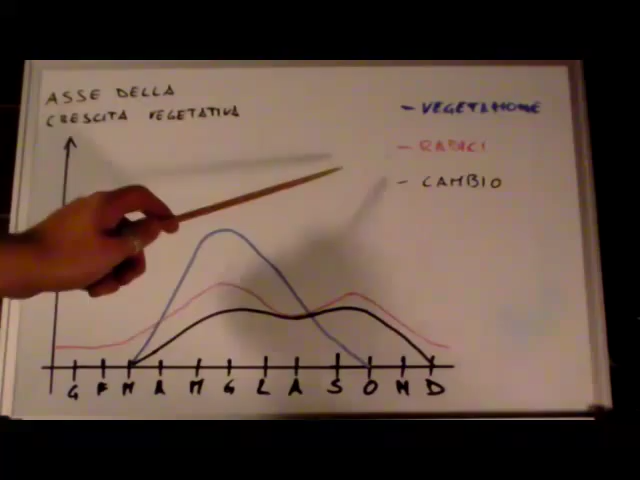 ASSE DELLA
CRESCITA VEGETATIVA
- VEGETAZIONE
- RADICI
- CAMBIO
G F M A M G L A S O N D